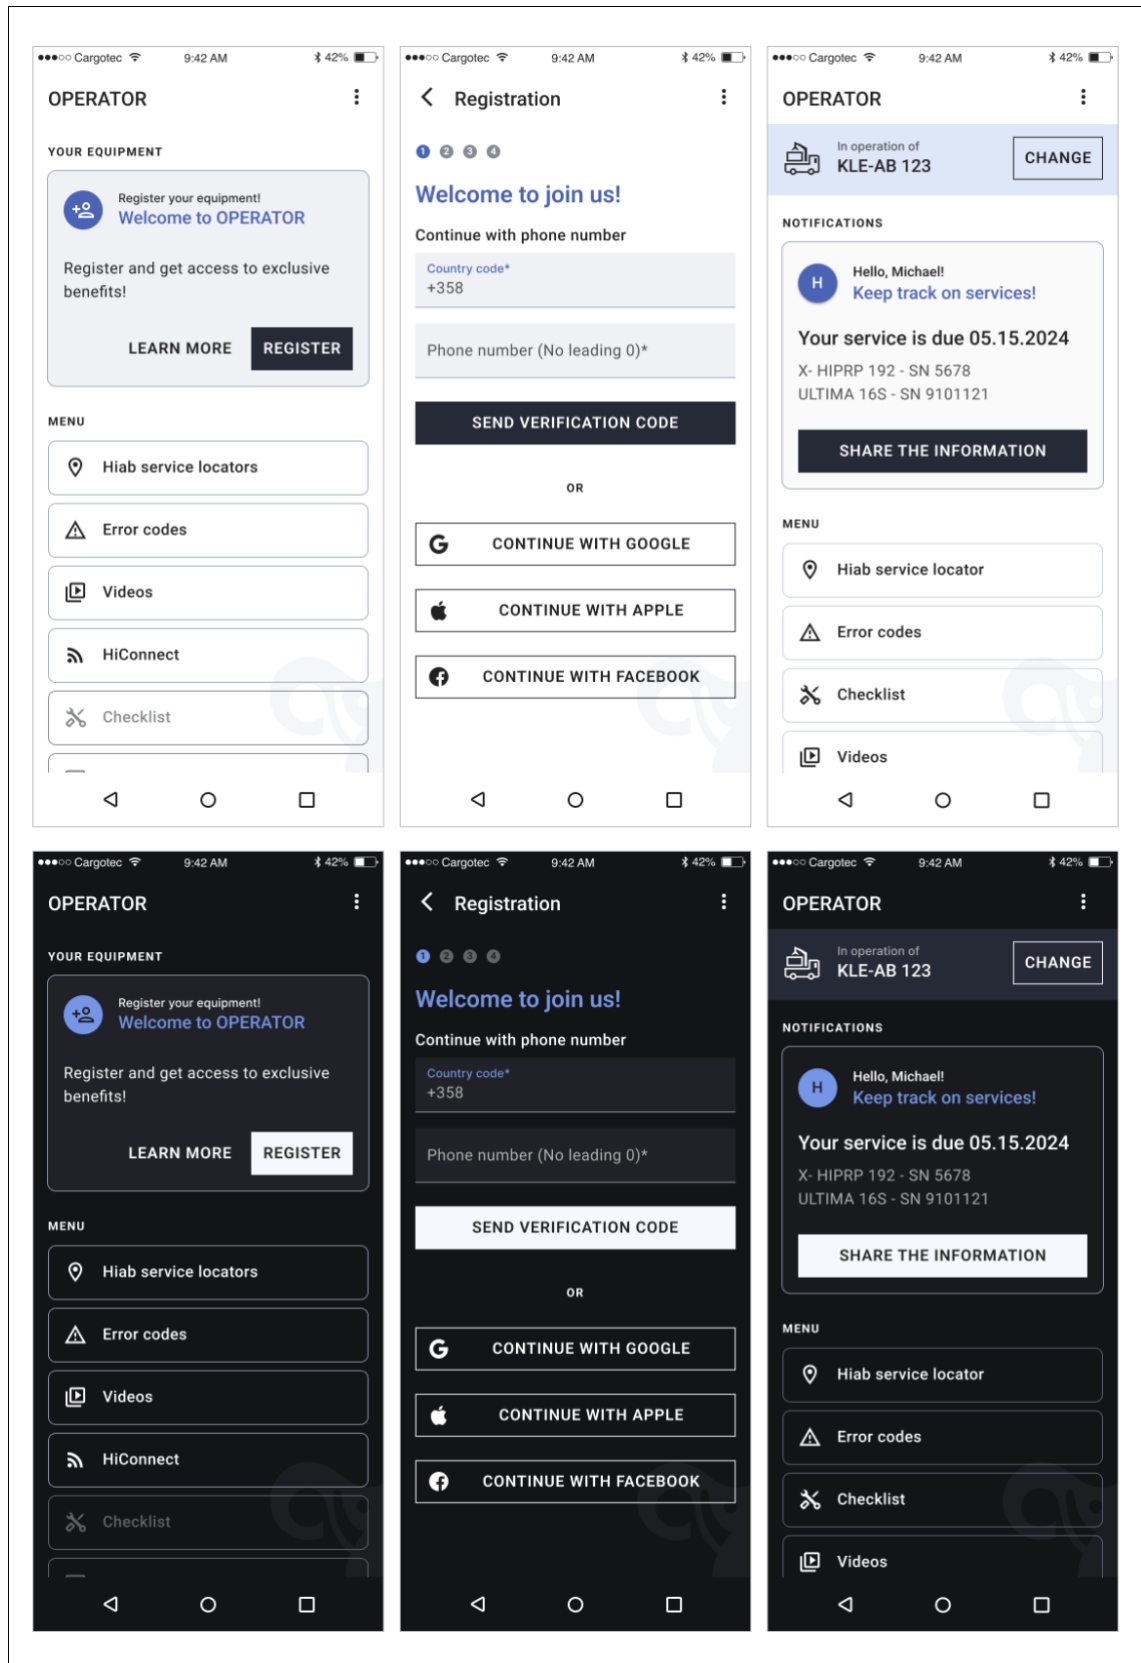 Cargotec 9:42 AM 42%
OPERATOR
YOUR EQUIPMENT
Register your equipment!
Welcome to OPERATOR
Register and get access to exclusive
benefits!
LEARN MORE REGISTER
MENU
Hiab service locators
Error codes
Videos
HiConnect
Checklist
Cargotec 9:42 AM 42%
Registration
1 2 3 4
Welcome to join us!
Continue with phone number
Country code*
+358
Phone number (No leading 0)*
SEND VERIFICATION CODE
OR
CONTINUE WITH GOOGLE
CONTINUE WITH APPLE
CONTINUE WITH FACEBOOK
Cargotec 9:42 AM 42%
OPERATOR
In operation of
KLE-AB 123
CHANGE
NOTIFICATIONS
H
Hello, Michael!
Keep track on services!
Your service is due 05.15.2024
X- HIPRP 192 - SN 5678
ULTIMA 16S - SN 9101121
SHARE THE INFORMATION
MENU
Hiab service locator
Error codes
Checklist
Videos
Cargotec 9:42 AM 42%
OPERATOR
YOUR EQUIPMENT
Register your equipment!
Welcome to OPERATOR
Register and get access to exclusive
benefits!
LEARN MORE REGISTER
MENU
Hiab service locators
Error codes
Videos
HiConnect
Checklist
Cargotec 9:42 AM 42%
Registration
1 2 3 4
Welcome to join us!
Continue with phone number
Country code*
+358
Phone number (No leading 0)*
SEND VERIFICATION CODE
OR
CONTINUE WITH GOOGLE
CONTINUE WITH APPLE
CONTINUE WITH FACEBOOK
Cargotec 9:42 AM 42%
OPERATOR
In operation of
KLE-AB 123
CHANGE
NOTIFICATIONS
H
Hello, Michael!
Keep track on services!
Your service is due 05.15.2024
X- HIPRP 192 - SN 5678
ULTIMA 16S - SN 9101121
SHARE THE INFORMATION
MENU
Hiab service locator
Error codes
Checklist
Videos